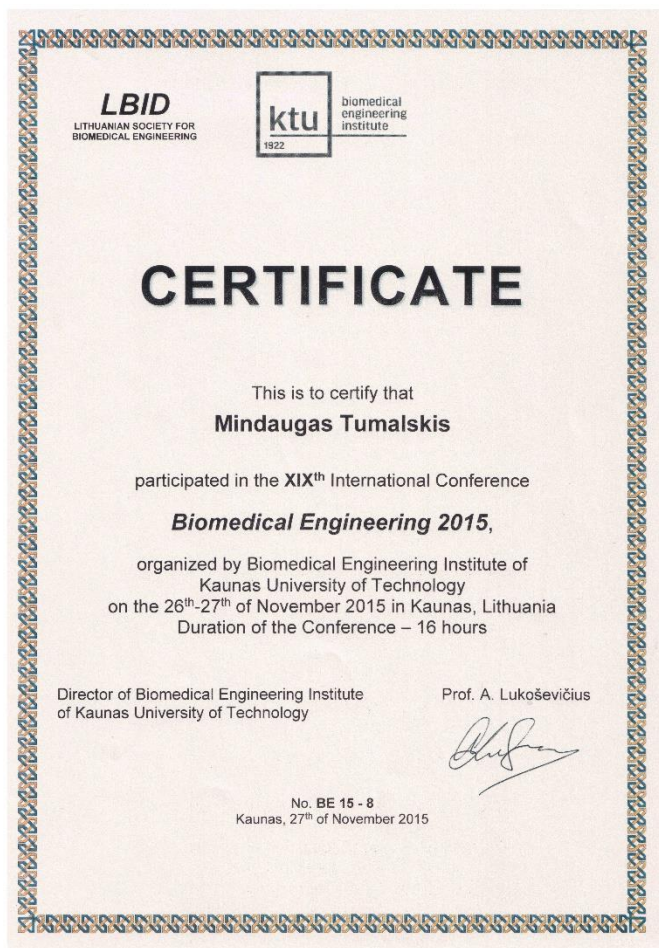 LBID
LITHUANIAN SOCIETY FOR
BIOMEDICAL ENGINEERING
ktu
1922
biomedical
engineering
institute
CERTIFICATE
This is to certify that
Mindaugas Tumalskis
participated in the XIXth International Conference
Biomedical Engineering 2015,
organized by Biomedical Engineering Institute of
Kaunas University of Technology
on the 26th-27th of November 2015 in Kaunas, Lithuania
Duration of the Conference – 16 hours
Director of Biomedical Engineering Institute
of Kaunas University of Technology
Prof. A. Lukoševičius
No. BE 15 - 8
Kaunas, 27th of November 2015